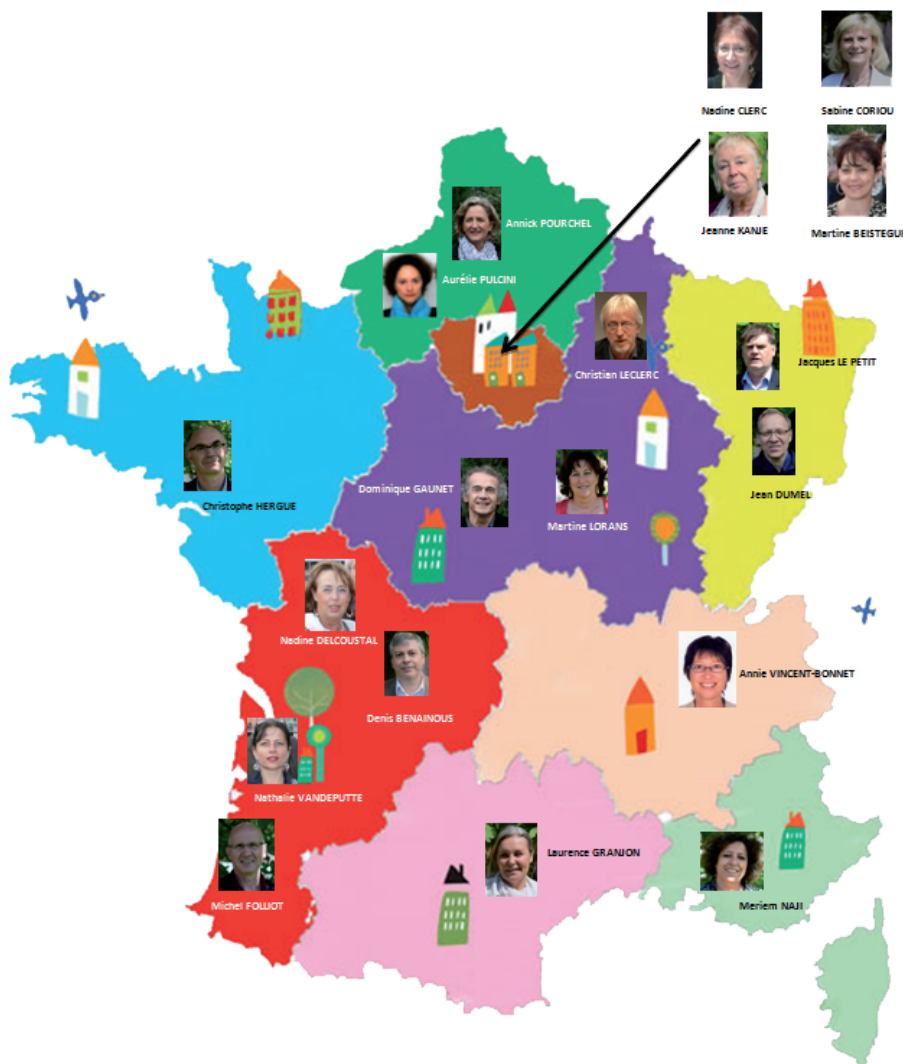 Nadine CLERC
Sabine CORIOU
Jeanne KANJE
Martine BEISTEGUI
Annick POURCHEL
Aurélie PULCINI
Christian LECLERC
Jacques LE PETIT
Dominique GAUNET
Martine LORANS
Jean DUMEL
Christophe HERGUE
Nadine DELCOUSTAL
Denis BENAINOUS
Annie VINCENT-BONNET
Nathalie VANDEPUTTE
Laurence GRANJON
Michel FOLLIOT
Meriem NAJI